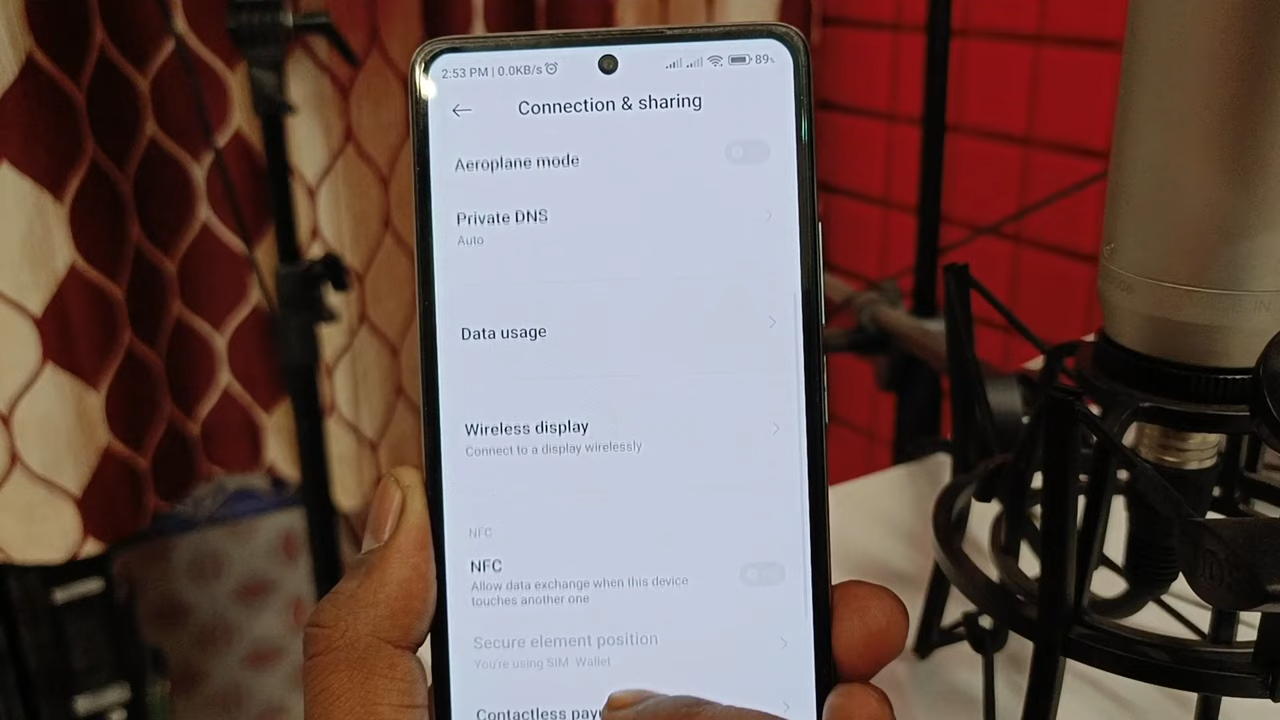 2:53 PM | 0.0KB/s
89%
Connection & sharing
Aeroplane mode
Private DNS
Auto
Data usage
Wireless display
Connect to a display wirelessly
NFC
NFC
Allow data exchange when this device
touches another one
Secure element position
You're using SIM Wallet
Contactless